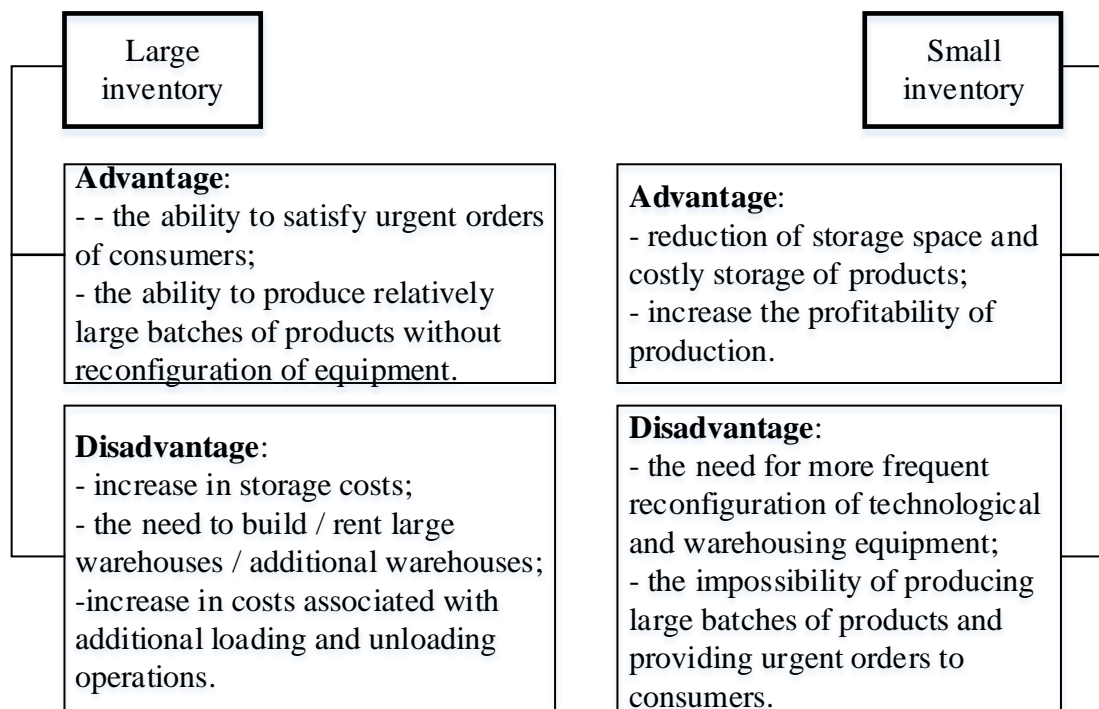 Large
inventory
Advantage:
- - the ability to satisfy urgent orders
of consumers;
- the ability to produce relatively
large batches of products without
reconfiguration of equipment.
Disadvantage:
- increase in storage costs;
- the need to build / rent large
warehouses / additional warehouses;
-increase in costs associated with
additional loading and unloading
operations.
Small
inventory
Advantage:
- reduction of storage space and
costly storage of products;
- increase the profitability of
production.
Disadvantage:
- the need for more frequent
reconfiguration of technological
and warehousing equipment;
- the impossibility of producing
large batches of products and
providing urgent orders to
consumers.